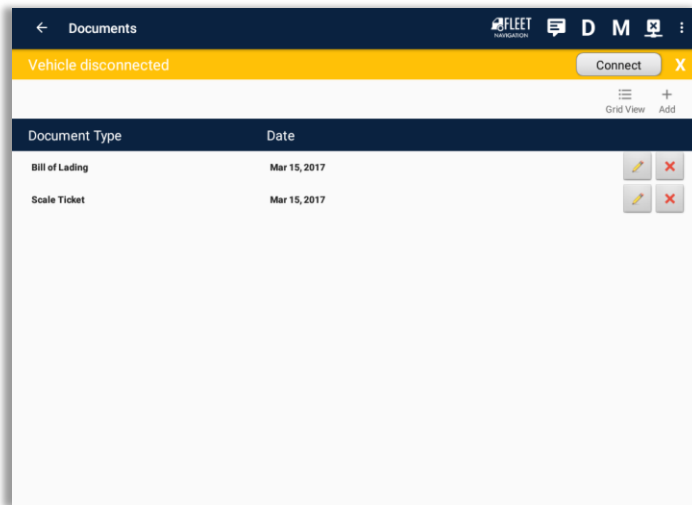 Documents
FLEET
NAVIGATION
D M
Vehicle disconnected
Connect X
Grid View Add
Document Type Date
Bill of Lading Mar 15, 2017
Scale Ticket Mar 15, 2017